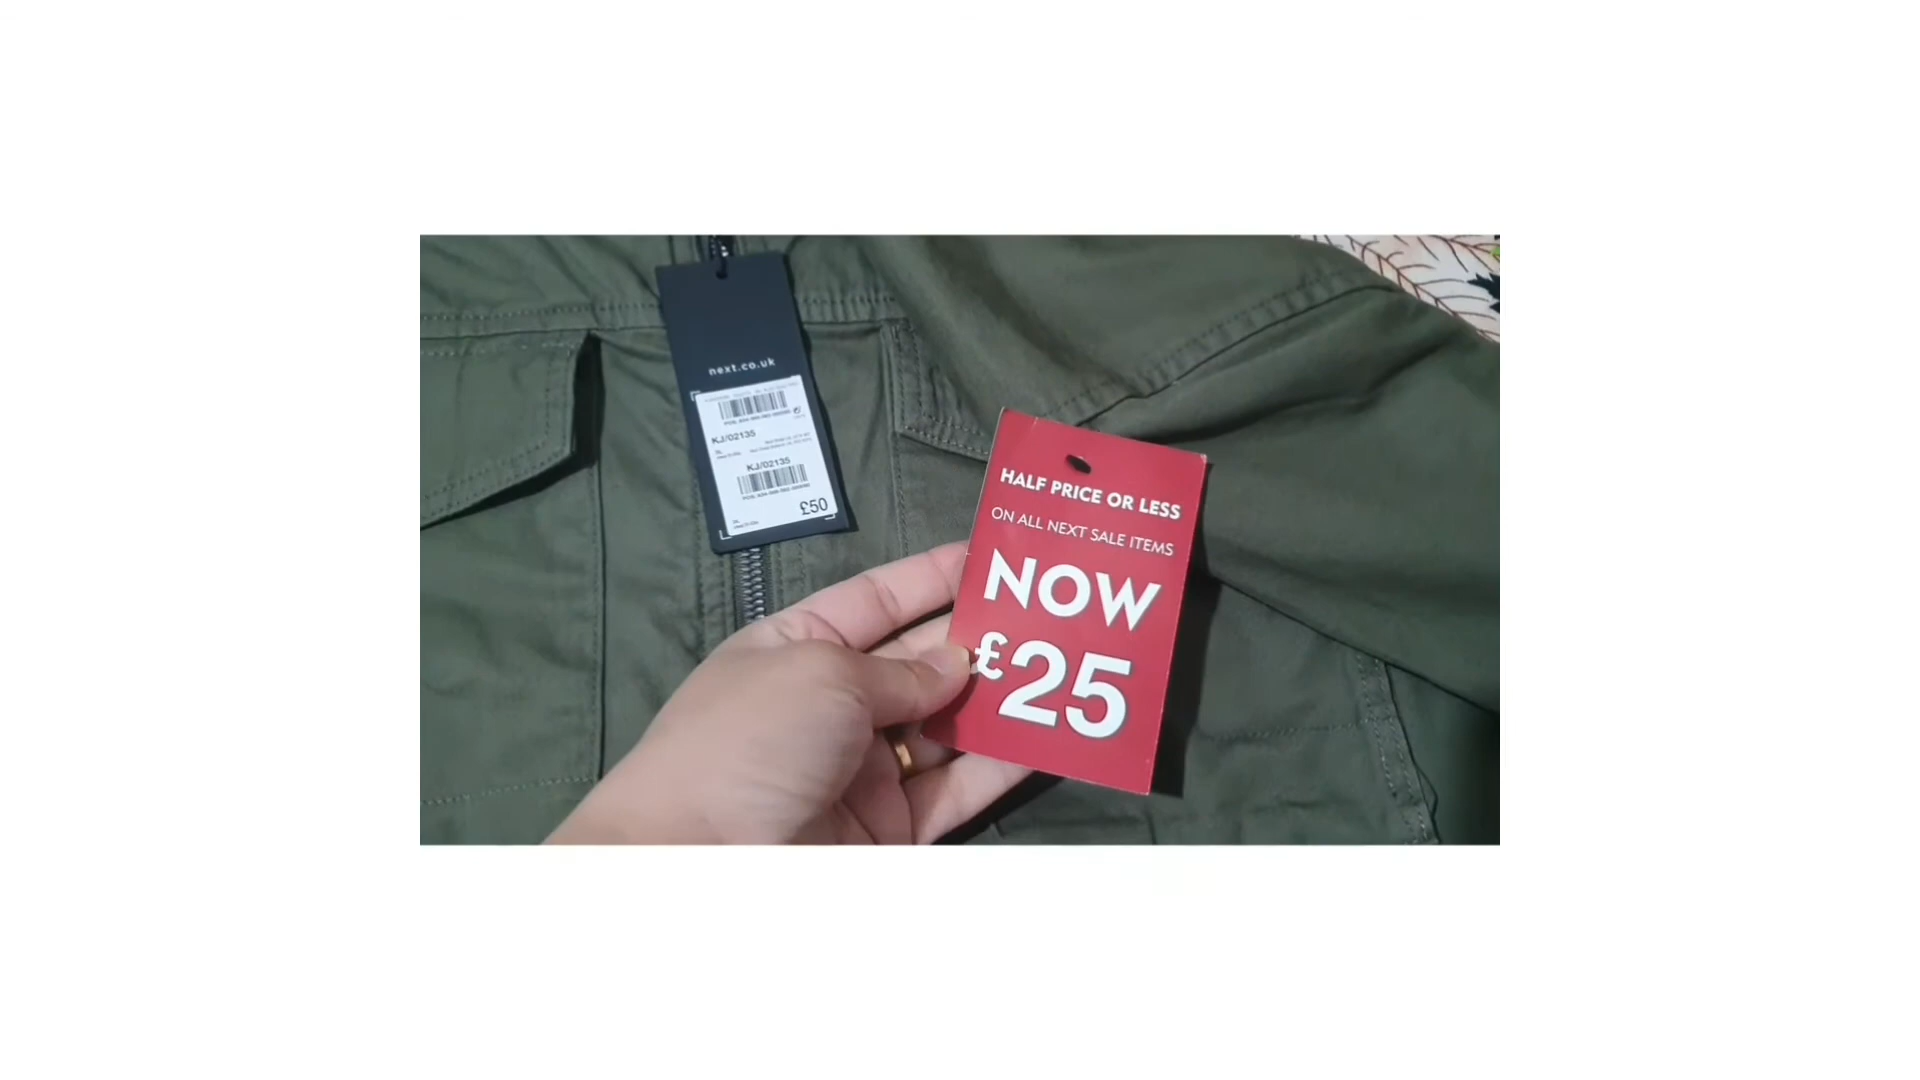 next.co.uk
KJ/02135
KJ/02135
£50
HALF PRICE OR LESS
ON ALL NEXT SALE ITEMS
NOW
£25